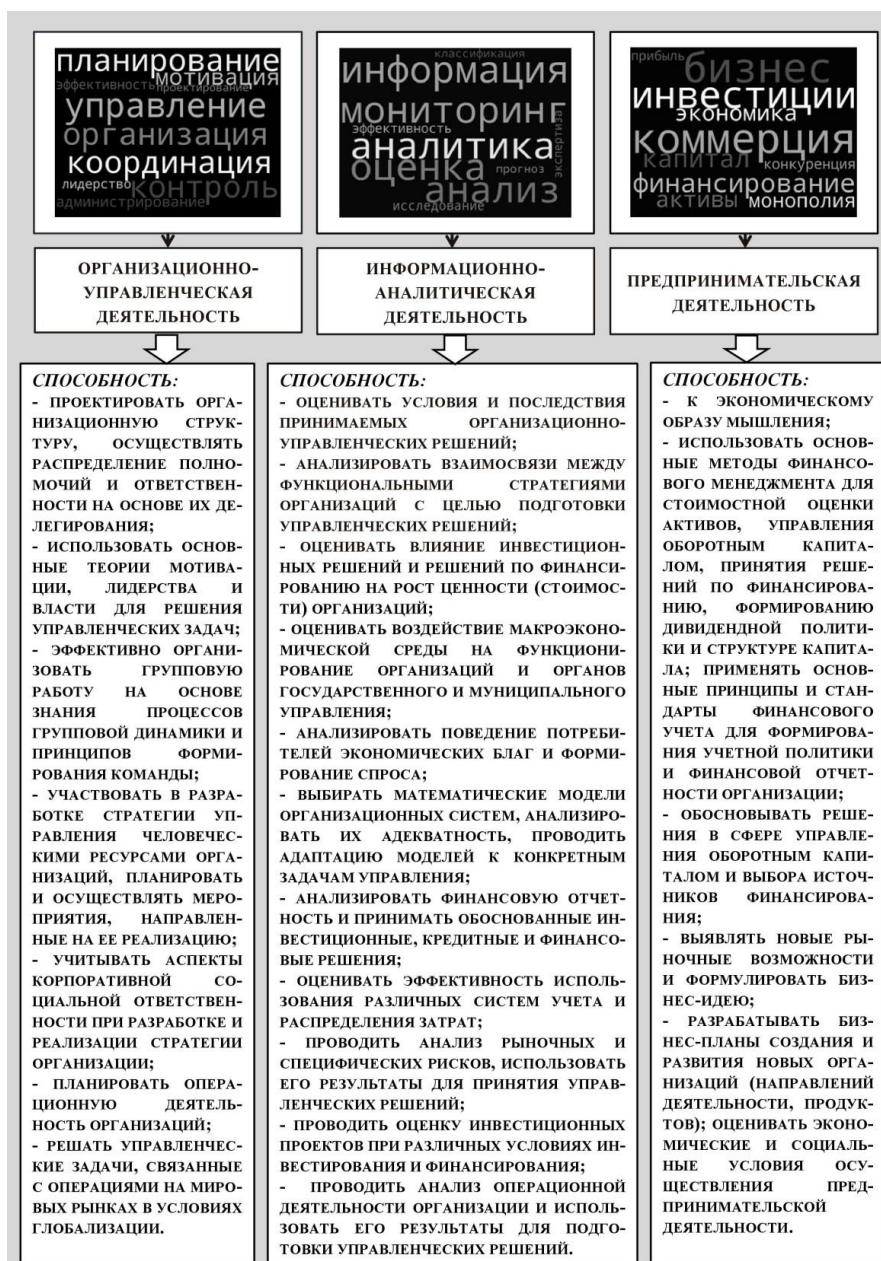 планирование
эффективность
мотивация
проектирование
управление
организация
координация
лидерство
контроль
администрирование
классификация
информация
мониторинг
эффективность
аналитика
экспертиза
оценка
прогноз
анализ
исследование
прибыль
бизнес
инвестиции
экономика
коммерция
капитал
конкуренция
финансирование
активы
монополия
ОРГАНИЗАЦИОННО-
УПРАВЛЕНЧЕСКАЯ
ДЕЯТЕЛЬНОСТЬ
ИНФОРМАЦИОННО-
АНАЛИТИЧЕСКАЯ
ДЕЯТЕЛЬНОСТЬ
ПРЕДПРИНИМАТЕЛЬСКАЯ
ДЕЯТЕЛЬНОСТЬ
СПОСОБНОСТЬ:
- ПРОЕКТИРОВАТЬ ОРГА-
НИЗАЦИОННУЮ СТРУК-
ТУРУ, ОСУЩЕСТВЛЯТЬ
РАСПРЕДЕЛЕНИЕ ПОЛНО-
МОЧИЙ И ОТВЕТСТВЕН-
НОСТИ НА ОСНОВЕ ИХ ДЕ-
ЛЕГИРОВАНИЯ;
- ИСПОЛЬЗОВАТЬ ОСНОВ-
НЫЕ ТЕОРИИ МОТИВА-
ЦИИ, ЛИДЕРСТВА И
ВЛАСТИ ДЛЯ РЕШЕНИЯ
УПРАВЛЕНЧЕСКИХ ЗАДАЧ;
- ЭФФЕКТИВНО ОРГАНИ-
ЗОВАТЬ ГРУППОВУЮ
РАБОТУ НА ОСНОВЕ
ЗНАНИЯ ПРОЦЕССОВ
ГРУППОВОЙ ДИНАМИКИ И
ПРИНЦИПОВ ФОРМИ-
РОВАНИЯ КОМАНДЫ;
- УЧАСТВОВАТЬ В РАЗРА-
БОТКЕ СТРАТЕГИИ УП-
РАВЛЕНИЯ ЧЕЛОВЕЧЕС-
КИМИ РЕСУРСАМИ ОРГА-
НИЗАЦИЙ, ПЛАНИРОВАТЬ
И ОСУЩЕСТВЛЯТЬ МЕРО-
ПРИЯТИЯ, НАПРАВЛЕН-
НЫЕ НА ЕЕ РЕАЛИЗАЦИЮ;
- УЧИТЫВАТЬ АСПЕКТЫ
КОРПОРАТИВНОЙ СО-
ЦИАЛЬНОЙ ОТВЕТСТВЕН-
НОСТИ ПРИ РАЗРАБОТКЕ И
РЕАЛИЗАЦИИ СТРАТЕГИИ
ОРГАНИЗАЦИИ;
- ПЛАНИРОВАТЬ ОПЕРА-
ЦИОННУЮ ДЕЯТЕЛЬ-
НОСТЬ ОРГАНИЗАЦИЙ;
- РЕШАТЬ УПРАВЛЕНЧЕС-
КИЕ ЗАДАЧИ, СВЯЗАННЫЕ
С ОПЕРАЦИЯМИ НА МИРО-
ВЫХ РЫНКАХ В УСЛОВИЯХ
ГЛОБАЛИЗАЦИИ.
СПОСОБНОСТЬ:
- ОЦЕНИВАТЬ УСЛОВИЯ И ПОСЛЕДСТВИЯ
ПРИНИМАЕМЫХ ОРГАНИЗАЦИОННО-
УПРАВЛЕНЧЕСКИХ РЕШЕНИЙ;
- АНАЛИЗИРОВАТЬ ВЗАИМОСВЯЗИ МЕЖДУ
ФУНКЦИОНАЛЬНЫМИ СТРАТЕГИЯМИ
ОРГАНИЗАЦИЙ С ЦЕЛЬЮ ПОДГОТОВКИ
УПРАВЛЕНЧЕСКИХ РЕШЕНИЙ;
- ОЦЕНИВАТЬ ВЛИЯНИЕ ИНВЕСТИЦИОН-
НЫХ РЕШЕНИЙ И РЕШЕНИЙ ПО ФИНАНСИ-
РОВАНИЮ НА РОСТ ЦЕННОСТИ (СТОИМОС-
ТИ) ОРГАНИЗАЦИЙ;
- ОЦЕНИВАТЬ ВОЗДЕЙСТВИЕ МАКРОЭКОНО-
МИЧЕСКОЙ СРЕДЫ НА ФУНКЦИОНИ-
РОВАНИЕ ОРГАНИЗАЦИЙ И ОРГАНОВ
ГОСУДАРСТВЕННОГО И МУНИЦИПАЛЬНОГО
УПРАВЛЕНИЯ;
- АНАЛИЗИРОВАТЬ ПОВЕДЕНИЕ ПОТРЕБИ-
ТЕЛЕЙ ЭКОНОМИЧЕСКИХ БЛАГ И ФОРМИ-
РОВАНИЕ СПРОСА;
- ВЫБИРАТЬ МАТЕМАТИЧЕСКИЕ МОДЕЛИ
ОРГАНИЗАЦИОННЫХ СИСТЕМ, АНАЛИЗИРО-
ВАТЬ ИХ АДЕКВАТНОСТЬ, ПРОВОДИТЬ
АДАПТАЦИЮ МОДЕЛЕЙ К КОНКРЕТНЫМ
ЗАДАЧАМ УПРАВЛЕНИЯ;
- АНАЛИЗИРОВАТЬ ФИНАНСОВУЮ ОТЧЕТ-
НОСТЬ И ПРИНИМАТЬ ОБОСНОВАННЫЕ ИН-
ВЕСТИЦИОННЫЕ, КРЕДИТНЫЕ И ФИНАНСО-
ВЫЕ РЕШЕНИЯ;
- ОЦЕНИВАТЬ ЭФФЕКТИВНОСТЬ ИСПОЛЬ-
ЗОВАНИЯ РАЗЛИЧНЫХ СИСТЕМ УЧЕТА И
РАСПРЕДЕЛЕНИЯ ЗАТРАТ;
- ПРОВОДИТЬ АНАЛИЗ РЫНОЧНЫХ И
СПЕЦИФИЧЕСКИХ РИСКОВ, ИСПОЛЬЗОВАТЬ
ЕГО РЕЗУЛЬТАТЫ ДЛЯ ПРИНЯТИЯ УПРАВ-
ЛЕНЧЕСКИХ РЕШЕНИЙ;
- ПРОВОДИТЬ ОЦЕНКУ ИНВЕСТИЦИОННЫХ
ПРОЕКТОВ ПРИ РАЗЛИЧНЫХ УСЛОВИЯХ ИН-
ВЕСТИРОВАНИЯ И ФИНАНСИРОВАНИЯ;
- ПРОВОДИТЬ АНАЛИЗ ОПЕРАЦИОННОЙ
ДЕЯТЕЛЬНОСТИ ОРГАНИЗАЦИИ И ИСПОЛЬ-
ЗОВАТЬ ЕГО РЕЗУЛЬТАТЫ ДЛЯ ПОДГО-
ТОВКИ УПРАВЛЕНЧЕСКИХ РЕШЕНИЙ.
СПОСОБНОСТЬ:
- К ЭКОНОМИЧЕСКОМУ
ОБРАЗУ МЫШЛЕНИЯ;
- ИСПОЛЬЗОВАТЬ ОСНОВ-
НЫЕ МЕТОДЫ ФИНАНСО-
ВОГО МЕНЕДЖМЕНТА ДЛЯ
СТОИМОСТНОЙ ОЦЕНКИ
АКТИВОВ, УПРАВЛЕНИЯ
ОБОРОТНЫМ КАПИТА-
ЛОМ, ПРИНЯТИЯ РЕШЕ-
НИЙ ПО ФИНАНСИРОВА-
НИЮ, ФОРМИРОВАНИЮ
ДИВИДЕНДНОЙ ПОЛИТИ-
КИ И СТРУКТУРЕ КАПИТА-
ЛА; ПРИМЕНЯТЬ ОСНОВ-
НЫЕ ПРИНЦИПЫ И СТАН-
ДАРТЫ ФИНАНСОВОГО
УЧЕТА ДЛЯ ФОРМИРОВА-
НИЯ УЧЕТНОЙ ПОЛИТИКИ
И ФИНАНСОВОЙ ОТЧЕТ-
НОСТИ ОРГАНИЗАЦИИ;
- ОБОСНОВЫВАТЬ РЕШЕ-
НИЯ В СФЕРЕ УПРАВЛЕ-
НИЯ ОБОРОТНЫМ КАПИ-
ТАЛОМ И ВЫБОРА ИСТОЧ-
НИКОВ ФИНАНСИРОВА-
НИЯ;
- ВЫЯВЛЯТЬ НОВЫЕ РЫ-
НОЧНЫЕ ВОЗМОЖНОСТИ
И ФОРМУЛИРОВАТЬ БИЗ-
НЕС-ИДЕЮ;
- РАЗРАБАТЫВАТЬ БИЗ-
НЕС-ПЛАНЫ СОЗДАНИЯ И
РАЗВИТИЯ НОВЫХ ОРГА-
НИЗАЦИЙ (НАПРАВЛЕНИЙ
ДЕЯТЕЛЬНОСТИ, ПРОДУК-
ТОВ); ОЦЕНИВАТЬ ЭКОНО-
МИЧЕСКИЕ И СОЦИАЛЬ-
НЫЕ УСЛОВИЯ ОСУ-
ЩЕСТВЛЕНИЯ ПРЕД-
ПРИНИМАТЕЛЬСКОЙ
ДЕЯТЕЛЬНОСТИ.